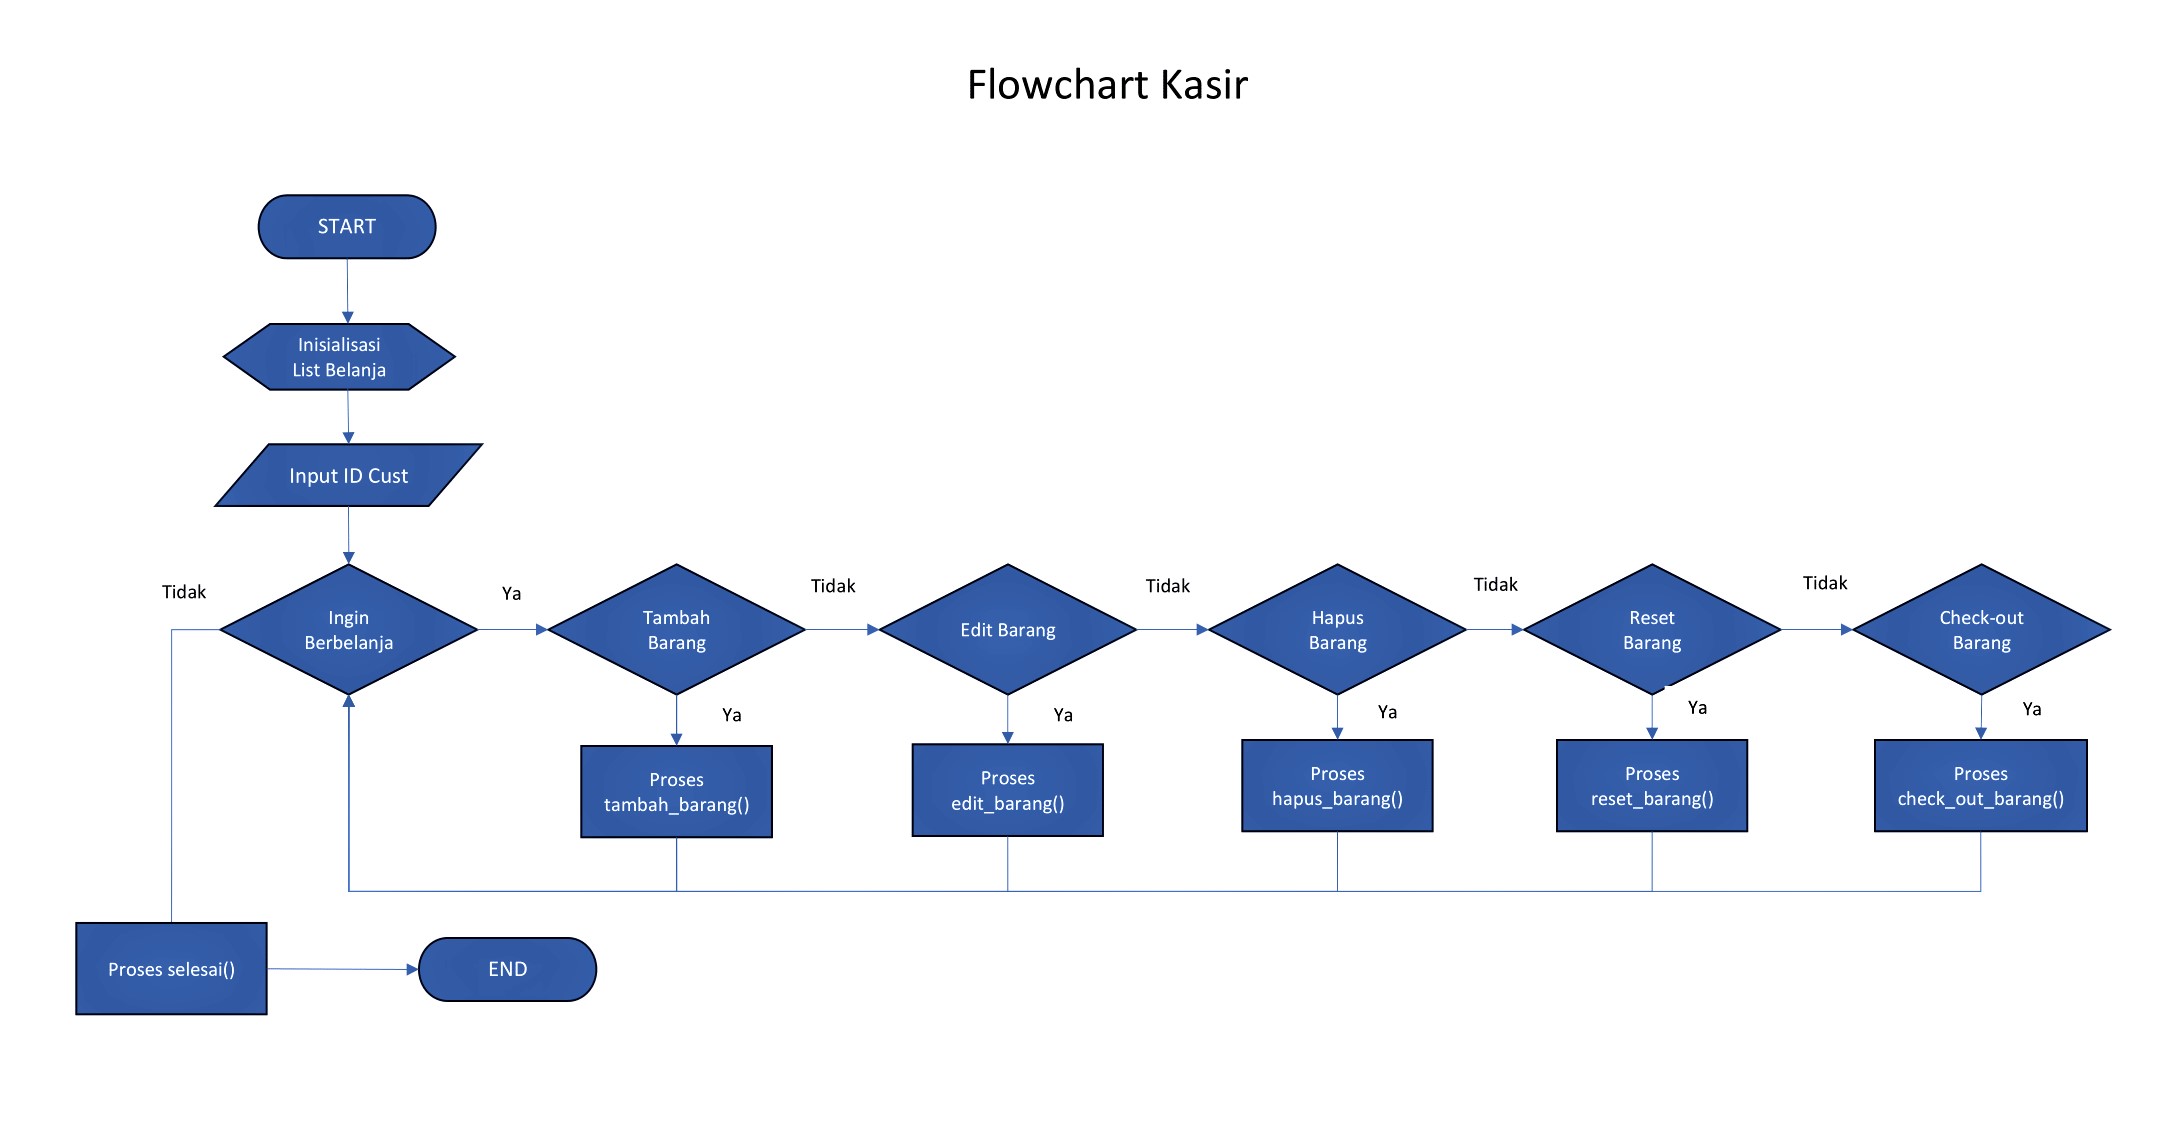 Flowchart Kasir
START
Inisialisasi
List Belanja
Input ID Cust
Tidak
Ingin
Berbelanja
Ya
Tambah
Barang
Tidak
Edit Barang
Tidak
Hapus
Barang
Tidak
Reset
Barang
Tidak
Check-out
Barang
Ya
Ya
Ya
Ya
Ya
Proses
tambah_barang()
Proses
edit_barang()
Proses
hapus_barang()
Proses
reset_barang()
Proses
check_out_barang()
Proses selesai()
END